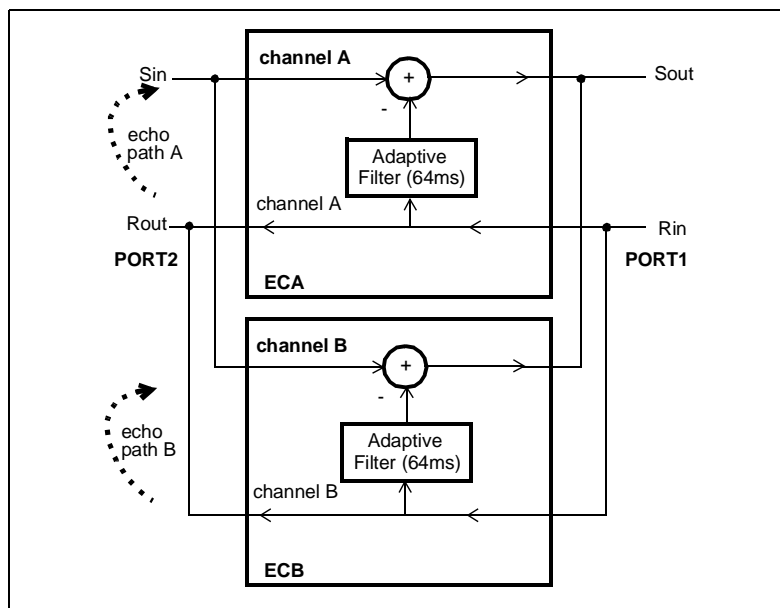 channel A
Sin
+
Sout
-
echo
path A
Adaptive
Filter (64ms)
channel A
Rout
Rin
PORT2
PORT1
ECA
channel B
+
-
echo
path B
Adaptive
Filter (64ms)
channel B
ECB